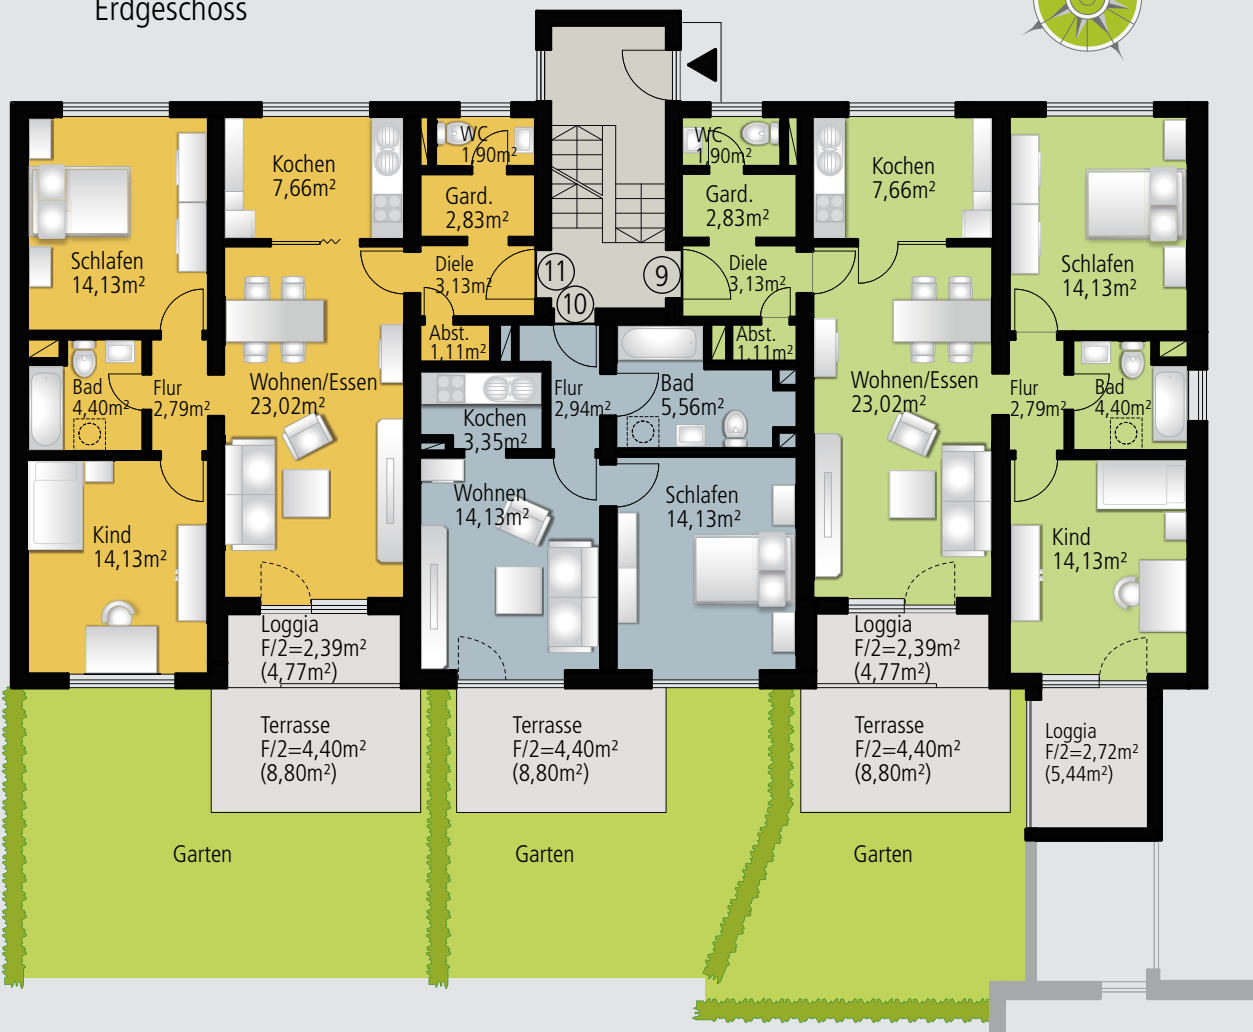 Erdgeschoss
WC
1,90m²
WC
1,90m²
Kochen
7,66m²
Kochen
7,66m²
Gard.
2,83m²
Gard.
2,83m²
Schlafen
14,13m²
Diele
3,13m²
11
10
9
Diele
3,13m²
Schlafen
14,13m²
Abst.
1,11m²
Abst.
1,11m²
Bad
4,40m²
Flur
2,79m²
Wohnen/Essen
23,02m²
Kochen
3,35m²
Flur
2,94m²
Bad
5,56m²
Wohnen/Essen
23,02m²
Flur
2,79m²
Bad
4,40m²
Kind
14,13m²
Wohnen
14,13m²
Schlafen
14,13m²
Kind
14,13m²
Loggia
F/2=2,39m²
(4,77m²)
Loggia
F/2=2,39m²
(4,77m²)
Terrasse
F/2=4,40m²
(8,80m²)
Terrasse
F/2=4,40m²
(8,80m²)
Terrasse
F/2=4,40m²
(8,80m²)
Loggia
F/2=2,72m²
(5,44m²)
Garten
Garten
Garten